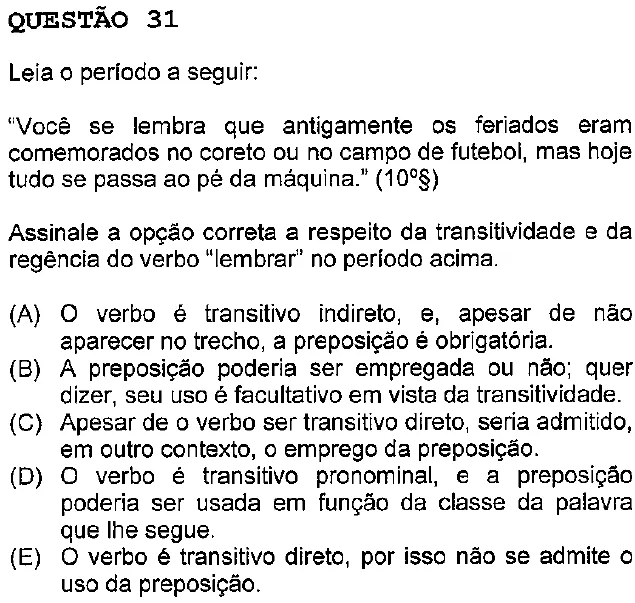 QUESTÃO 31
Leia o período a seguir:
"Você se lembra que antigamente os feriados eram
comemorados no coreto ou no campo de futebol, mas hoje
tudo se passa ao pé da máquina." (10º§)
Assinale a opção correta a respeito da transitividade e da
regência do verbo "lembrar" no período acima.
(A) O verbo é transitivo indireto, e, apesar de não
aparecer no trecho, a preposição é obrigatória.
(B) A preposição poderia ser empregada ou não; quer
dizer, seu uso é facultativo em vista da transitividade.
(C) Apesar de o verbo ser transitivo direto, seria admitido,
em outro contexto, o emprego da preposição.
(D) O verbo é transitivo pronominal, e a preposição
poderia ser usada em função da classe da palavra
que lhe segue.
(E) O verbo é transitivo direto, por isso não se admite o
uso da preposição.